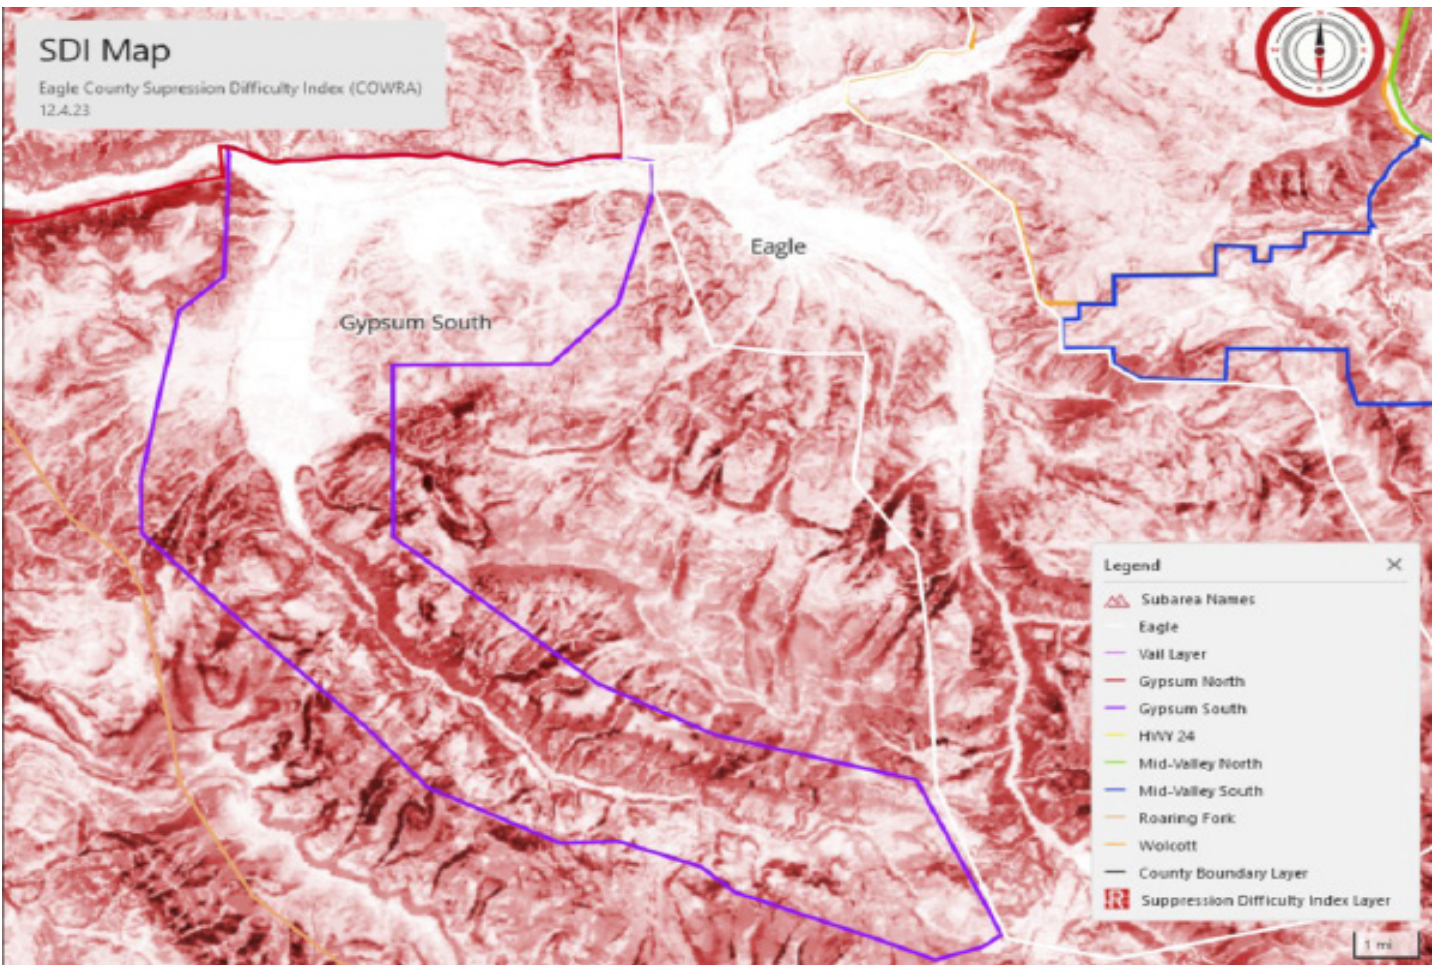 SDI Map
Eagle County Supression Difficulty Index (COWRA)
12.4.23
Eagle
Gypsum South
Legend
Subarea Names
Eagle
Vail Layer
Gypsum North
Gypsum South
HWY 24
Mid-Valley North
Mid-Valley South
Roaring Fork
Wolcott
County Boundary Layer
Suppression Difficulty Index Layer
1 mi